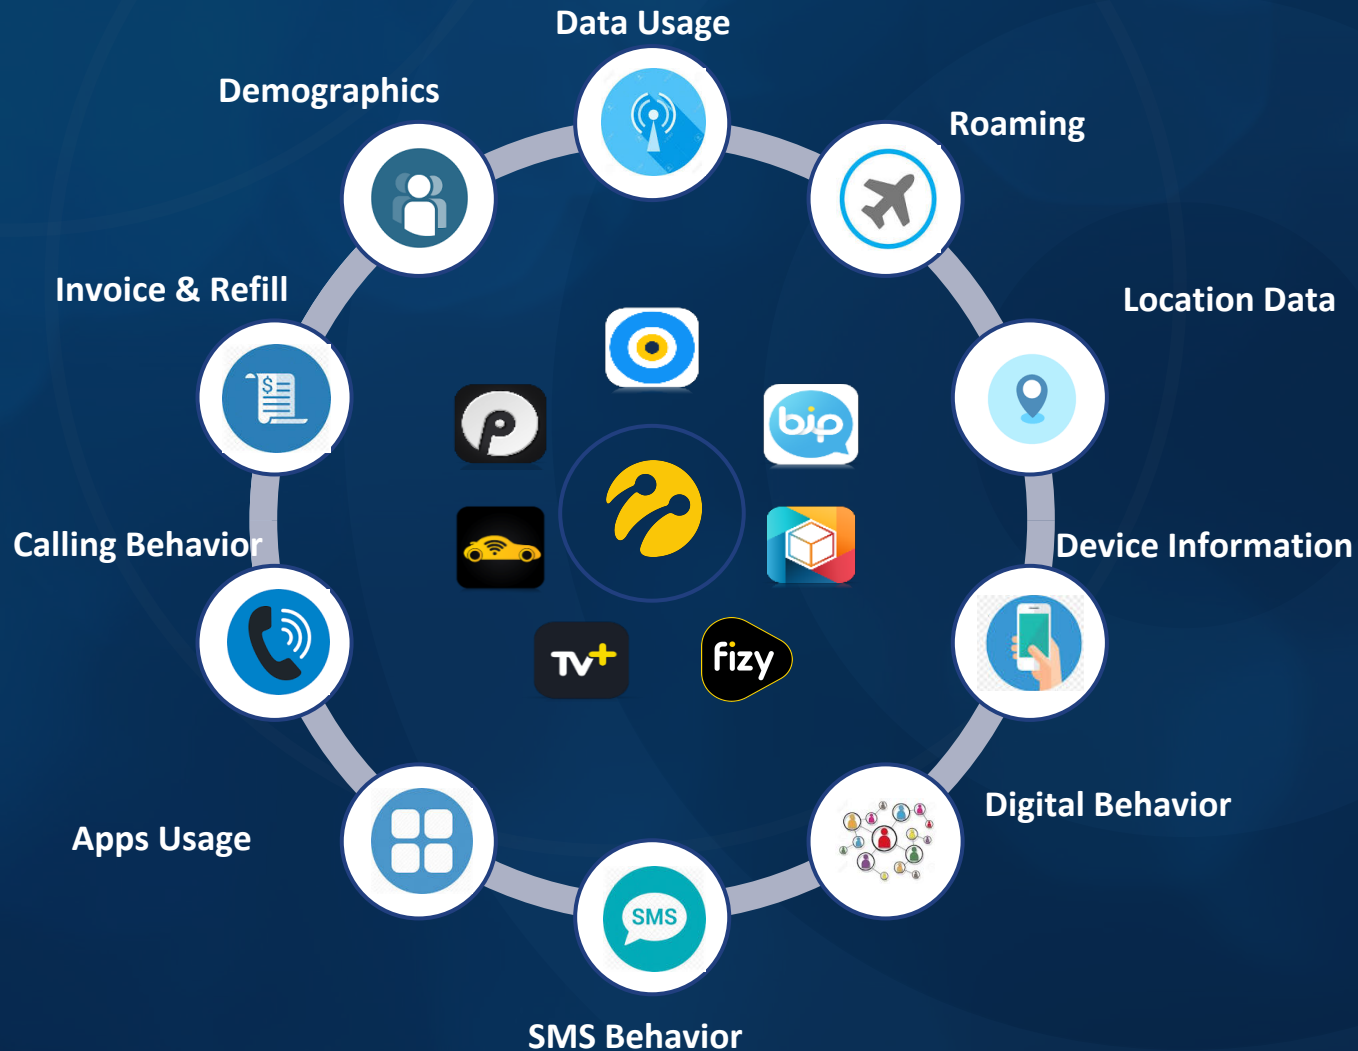 Data Usage
Demographics
Roaming
Invoice & Refill
Location Data
$
bip
Calling Behavior
Device Information
TV+
fizy
Apps Usage
Digital Behavior
SMS
SMS Behavior